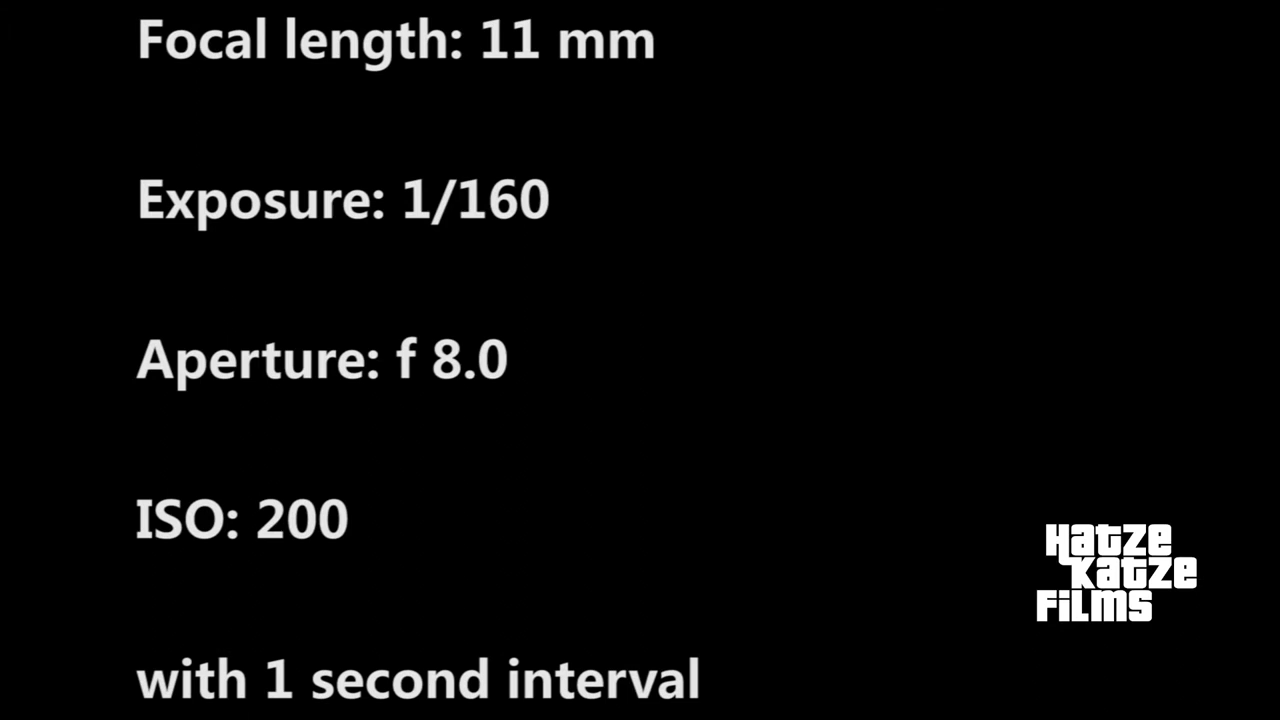 Focal length: 11 mm
Exposure: 1/160
Aperture: f 8.0
ISO: 200
with 1 second interval
HatZE
KatZE
FiLMS